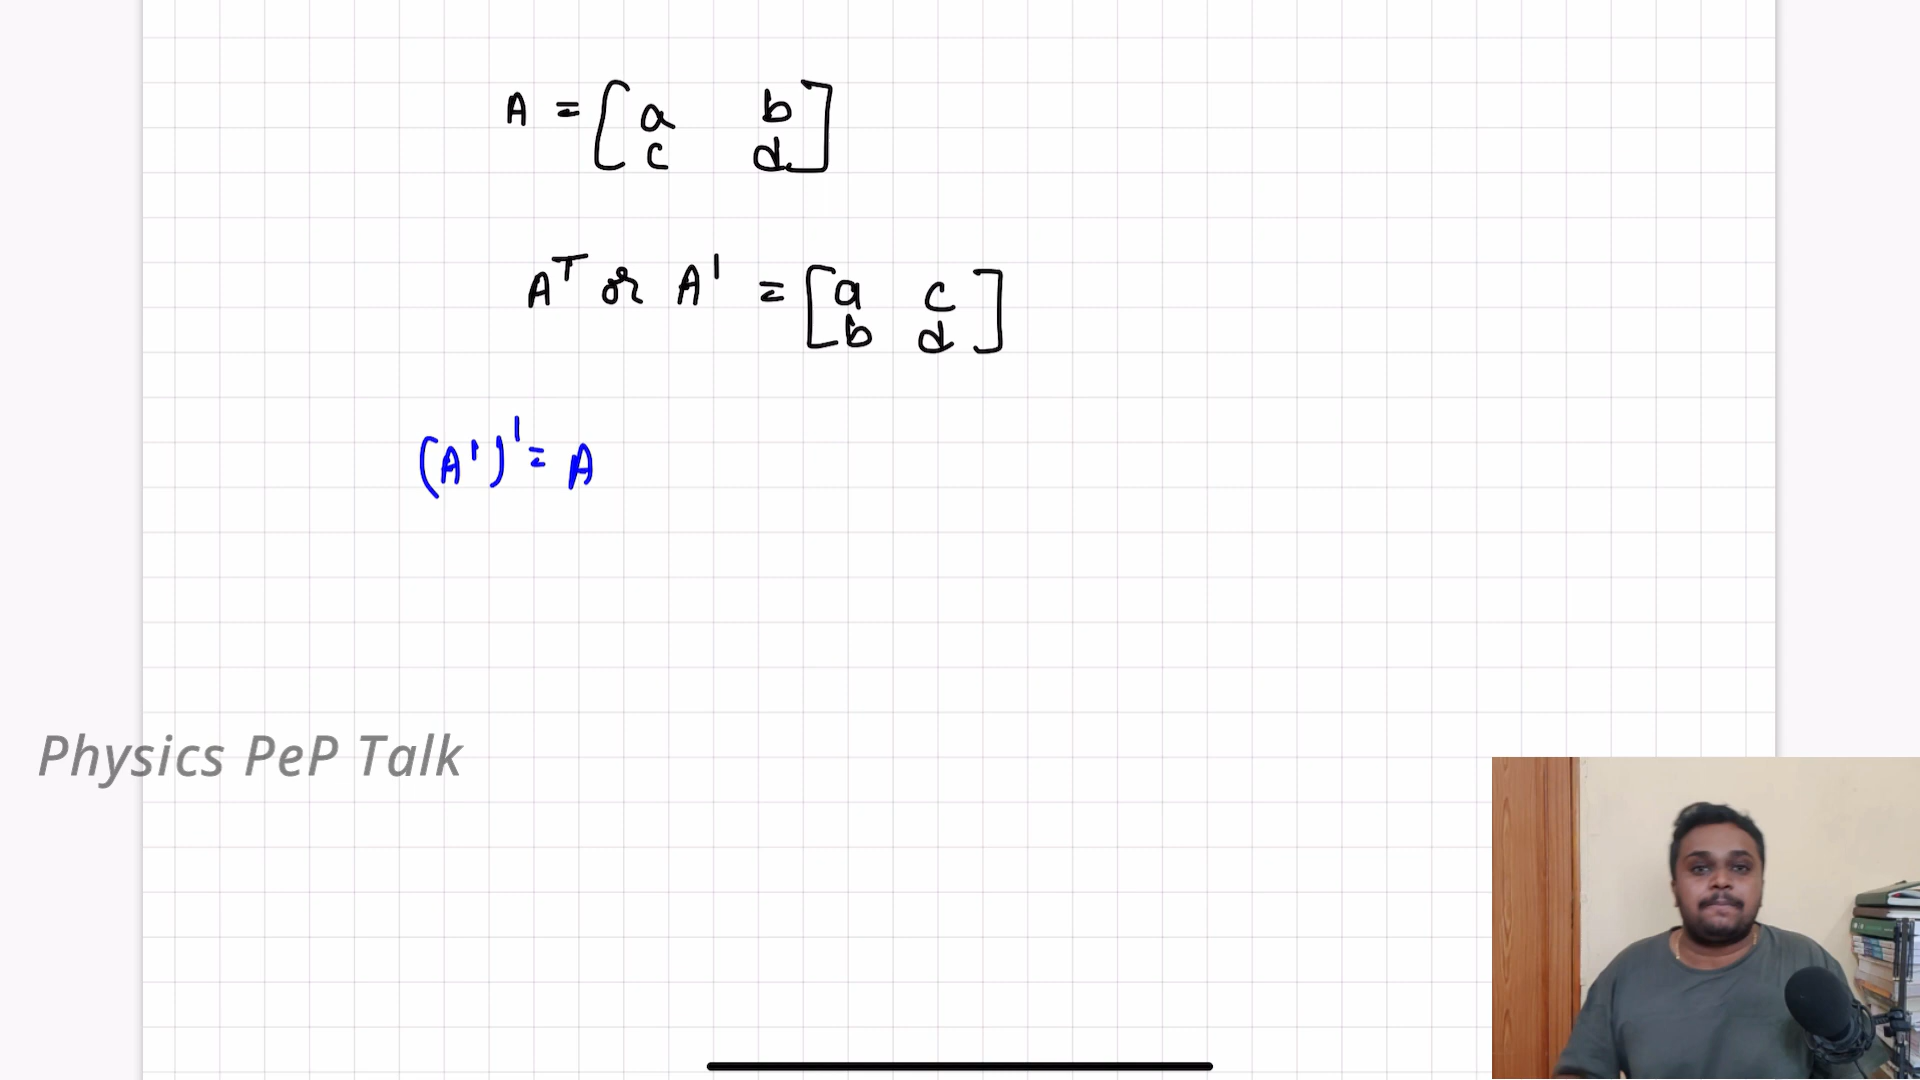 A = [ a b
c d ]
A^T or A' = [ a c
b d ]
(A')' = A
Physics PeP Talk